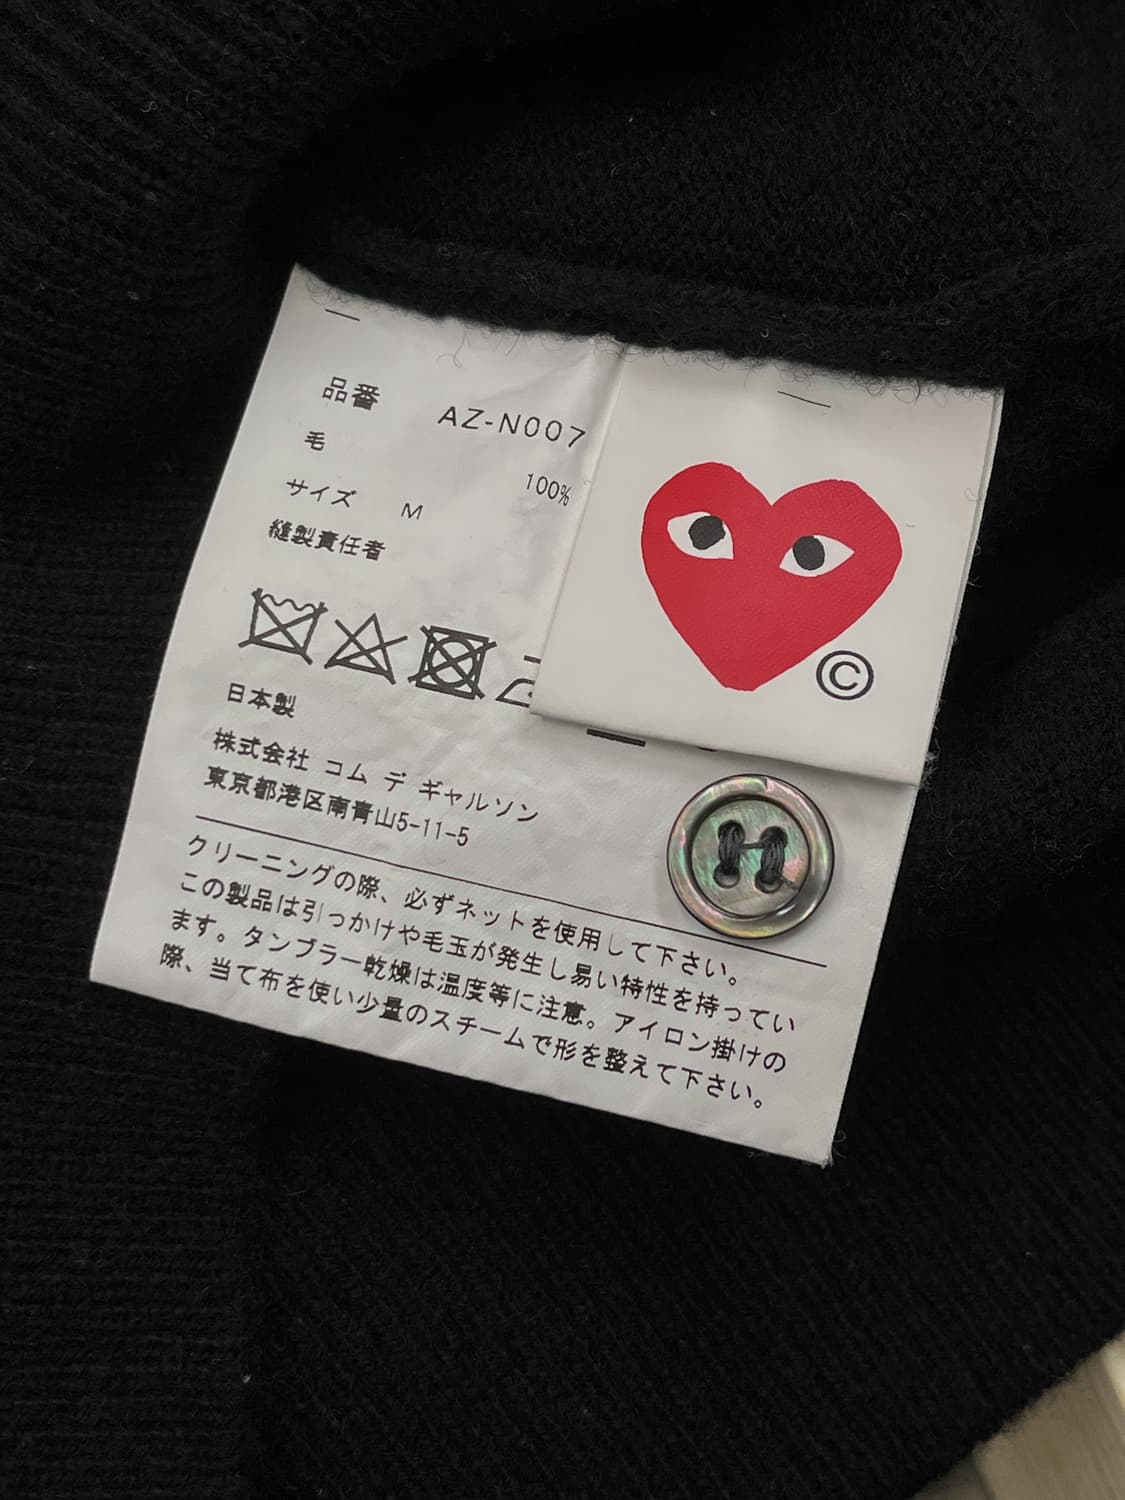 品番 AZ-N007
毛 100%
サイズ M
縫製責任者
日本製
株式会社 コム デ ギャルソン
東京都港区南青山5-11-5
クリーニングの際、必ずネットを使用して下さい。
この製品は引っかけや毛玉が発生し易い特性を持ってい
ます。タンブラー乾燥は温度等に注意。アイロン掛けの
際、当て布を使い少量のスチームで形を整えて下さい。
©